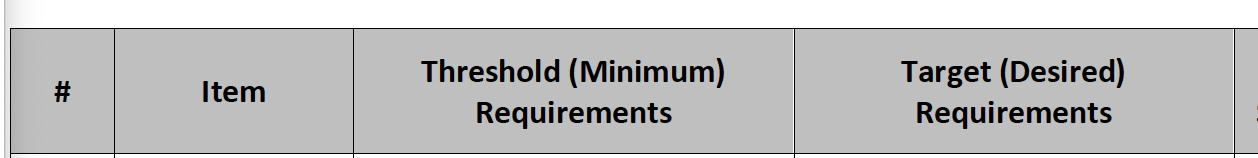 #
Item
Threshold (Minimum)
Requirements
Target (Desired)
Requirements